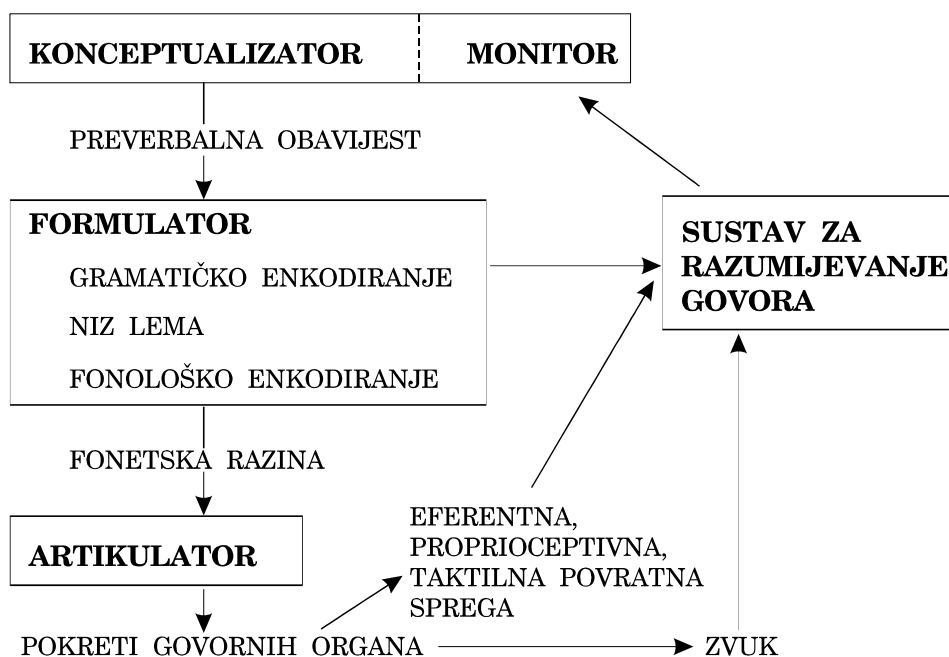 KONCEPTUALIZATOR MONITOR
PREVERBALNA OBAVIJEST
FORMULATOR
GRAMATIČKO ENKODIRANJE
NIZ LEMA
FONOLOŠKO ENKODIRANJE
SUSTAV ZA
RAZUMIJEVANJE
GOVORA
FONETSKA RAZINA
ARTIKULATOR
EFERENTNA,
PROPRIOCEPTIVNA,
TAKTILNA POVRATNA
SPREGA
POKRETI GOVORNIH ORGANA
ZVUK